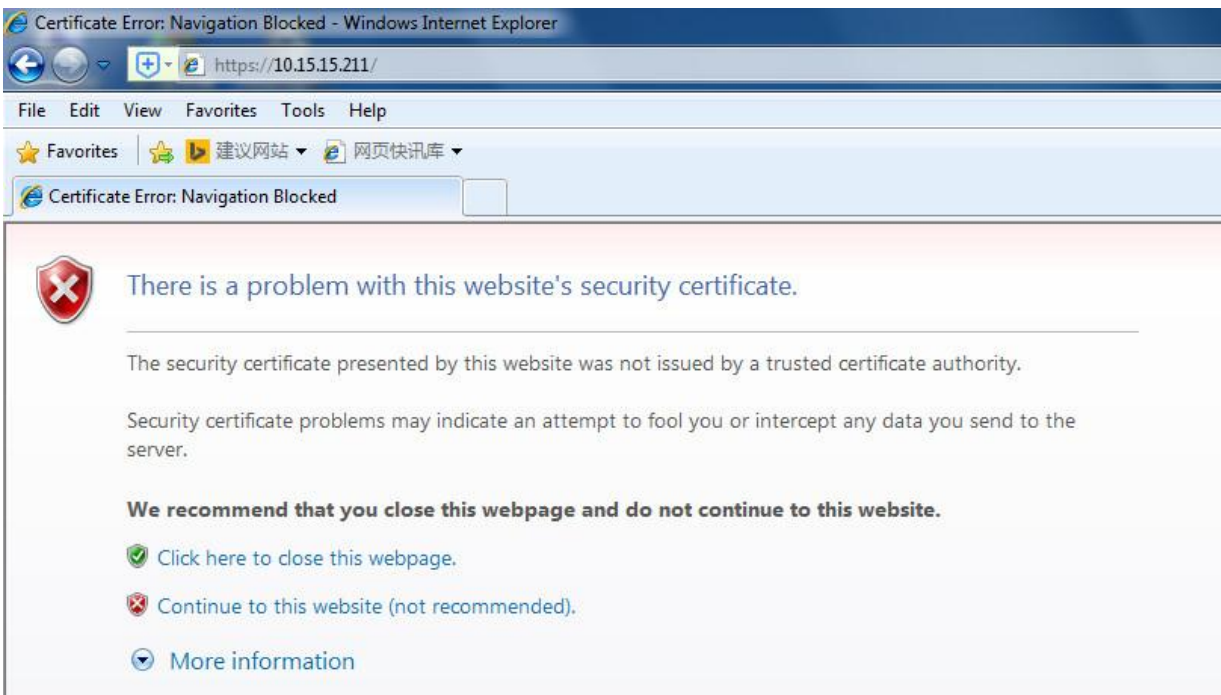 Certificate Error: Navigation Blocked - Windows Internet Explorer
https://10.15.15.211/
File Edit View Favorites Tools Help
Favorites 建议网站 网页快讯库
Certificate Error: Navigation Blocked
There is a problem with this website's security certificate.
The security certificate presented by this website was not issued by a trusted certificate authority.
Security certificate problems may indicate an attempt to fool you or intercept any data you send to the
server.
We recommend that you close this webpage and do not continue to this website.
Click here to close this webpage.
Continue to this website (not recommended).
More information